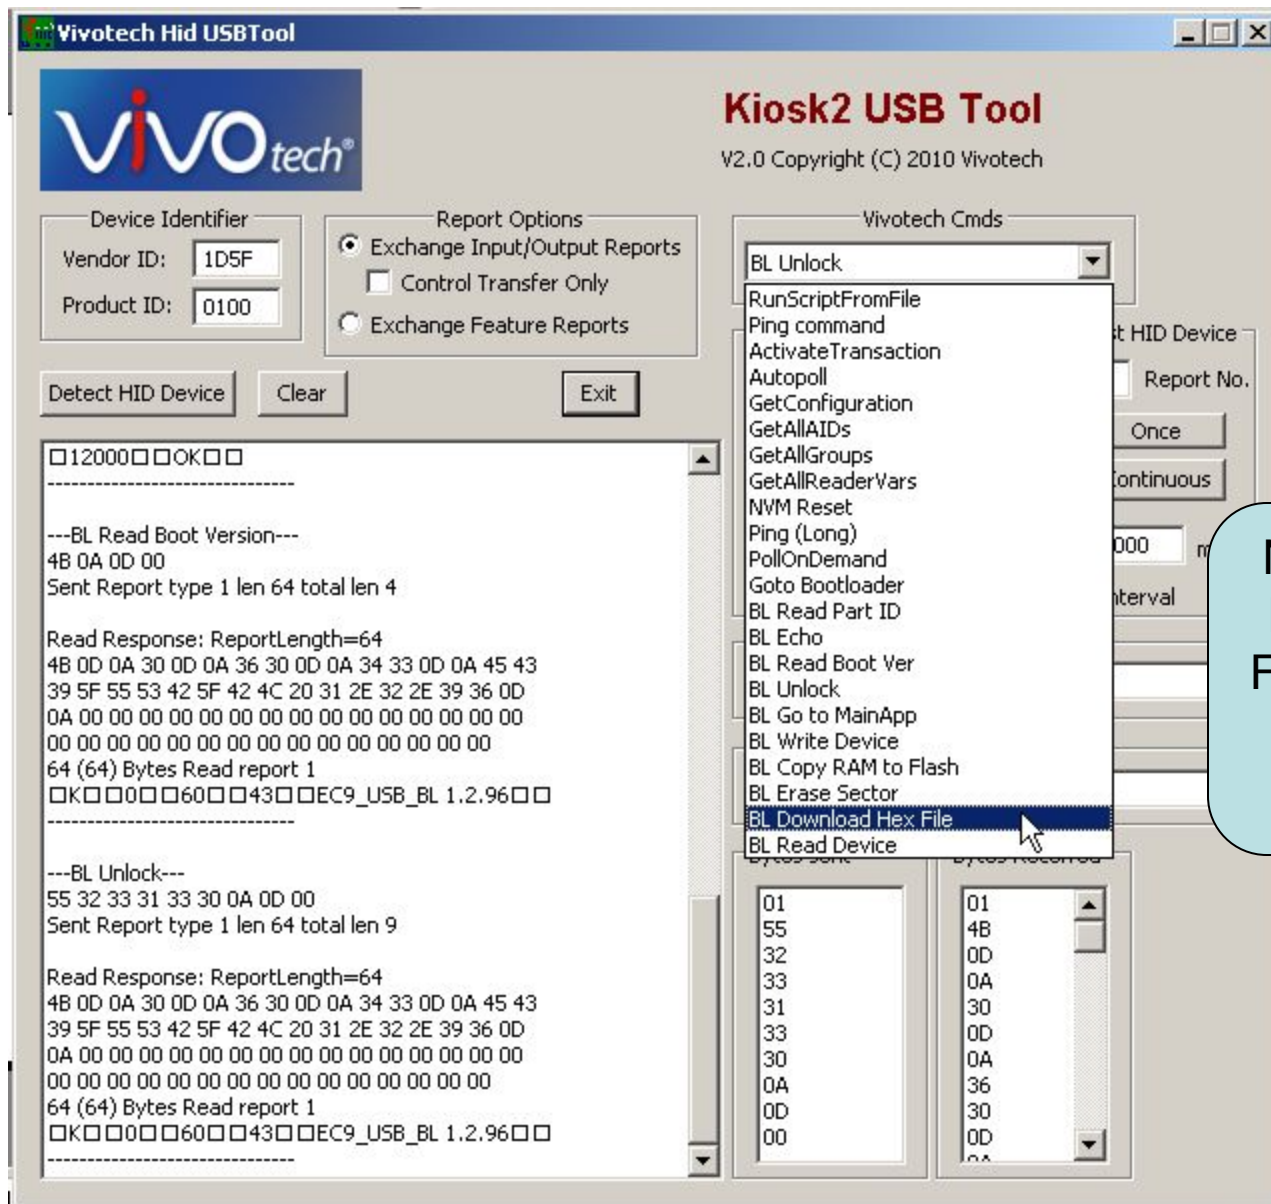 Vivotech Hid USBTool
ViVOtech®
Kiosk2 USB Tool
V2.0 Copyright (C) 2010 Vivotech
Device Identifier
Vendor ID: 1D5F
Product ID: 0100
Report Options
Exchange Input/Output Reports
Control Transfer Only
Exchange Feature Reports
Detect HID Device
Clear
Exit
□12000□□OK□□
-------------------------------
---BL Read Boot Version---
4B 0A 0D 00
Sent Report type 1 len 64 total len 4
Read Response: ReportLength=64
4B 0D 0A 30 0D 0A 36 30 0D 0A 34 33 0D 0A 45 43
39 5F 55 53 42 5F 42 4C 20 31 2E 32 2E 39 36 0D
0A 00 00 00 00 00 00 00 00 00 00 00 00 00 00 00
00 00 00 00 00 00 00 00 00 00 00 00 00 00 00
64 (64) Bytes Read report 1
□K□□0□□60□□43□□EC9_USB_BL 1.2.96□□
-------------------------------
---BL Unlock---
55 32 33 31 33 30 0A 0D 00
Sent Report type 1 len 64 total len 9
Read Response: ReportLength=64
4B 0D 0A 30 0D 0A 36 30 0D 0A 34 33 0D 0A 45 43
39 5F 55 53 42 5F 42 4C 20 31 2E 32 2E 39 36 0D
0A 00 00 00 00 00 00 00 00 00 00 00 00 00 00 00
00 00 00 00 00 00 00 00 00 00 00 00 00 00 00
64 (64) Bytes Read report 1
□K□□0□□60□□43□□EC9_USB_BL 1.2.96□□
-------------------------------
Vivotech Cmds
BL Unlock
RunScriptFromFile
Ping command
ActivateTransaction
Autopoll
GetConfiguration
GetAllAIDs
GetAllGroups
GetAllReaderVars
NVM Reset
Ping (Long)
PollOnDemand
Goto Bootloader
BL Read Part ID
BL Echo
BL Read Boot Ver
BL Unlock
BL Go to MainApp
BL Write Device
BL Copy RAM to Flash
BL Erase Sector
BL Download Hex File
BL Read Device
HID Device
Report No.
Once
Continuous
000
Bytes Sent
01
55
32
33
31
33
30
0A
0D
00
01
4B
0D
0A
30
0D
0A
36
30
0D
0A